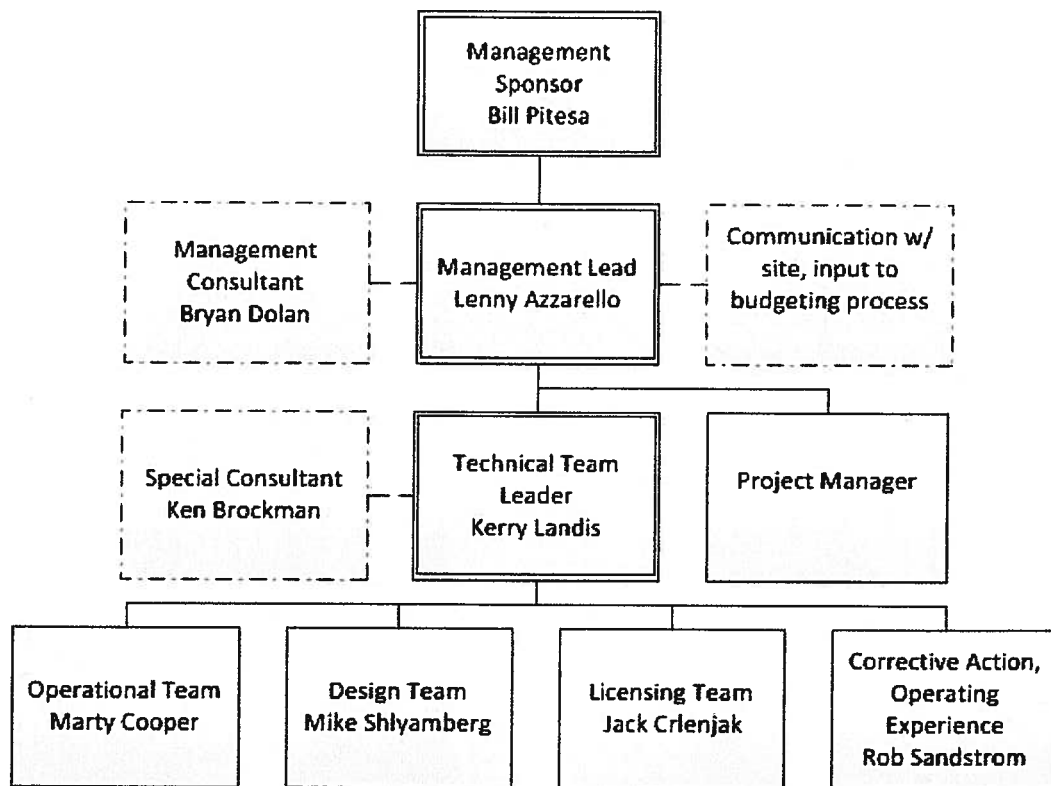 Management
Sponsor
Bill Pitesa
Management
Consultant
Bryan Dolan
Management Lead
Lenny Azzarello
Communication w/
site, input to
budgeting process
Special Consultant
Ken Brockman
Technical Team
Leader
Kerry Landis
Project Manager
Operational Team
Marty Cooper
Design Team
Mike Shlyamberg
Licensing Team
Jack Crlenjak
Corrective Action,
Operating
Experience
Rob Sandstrom